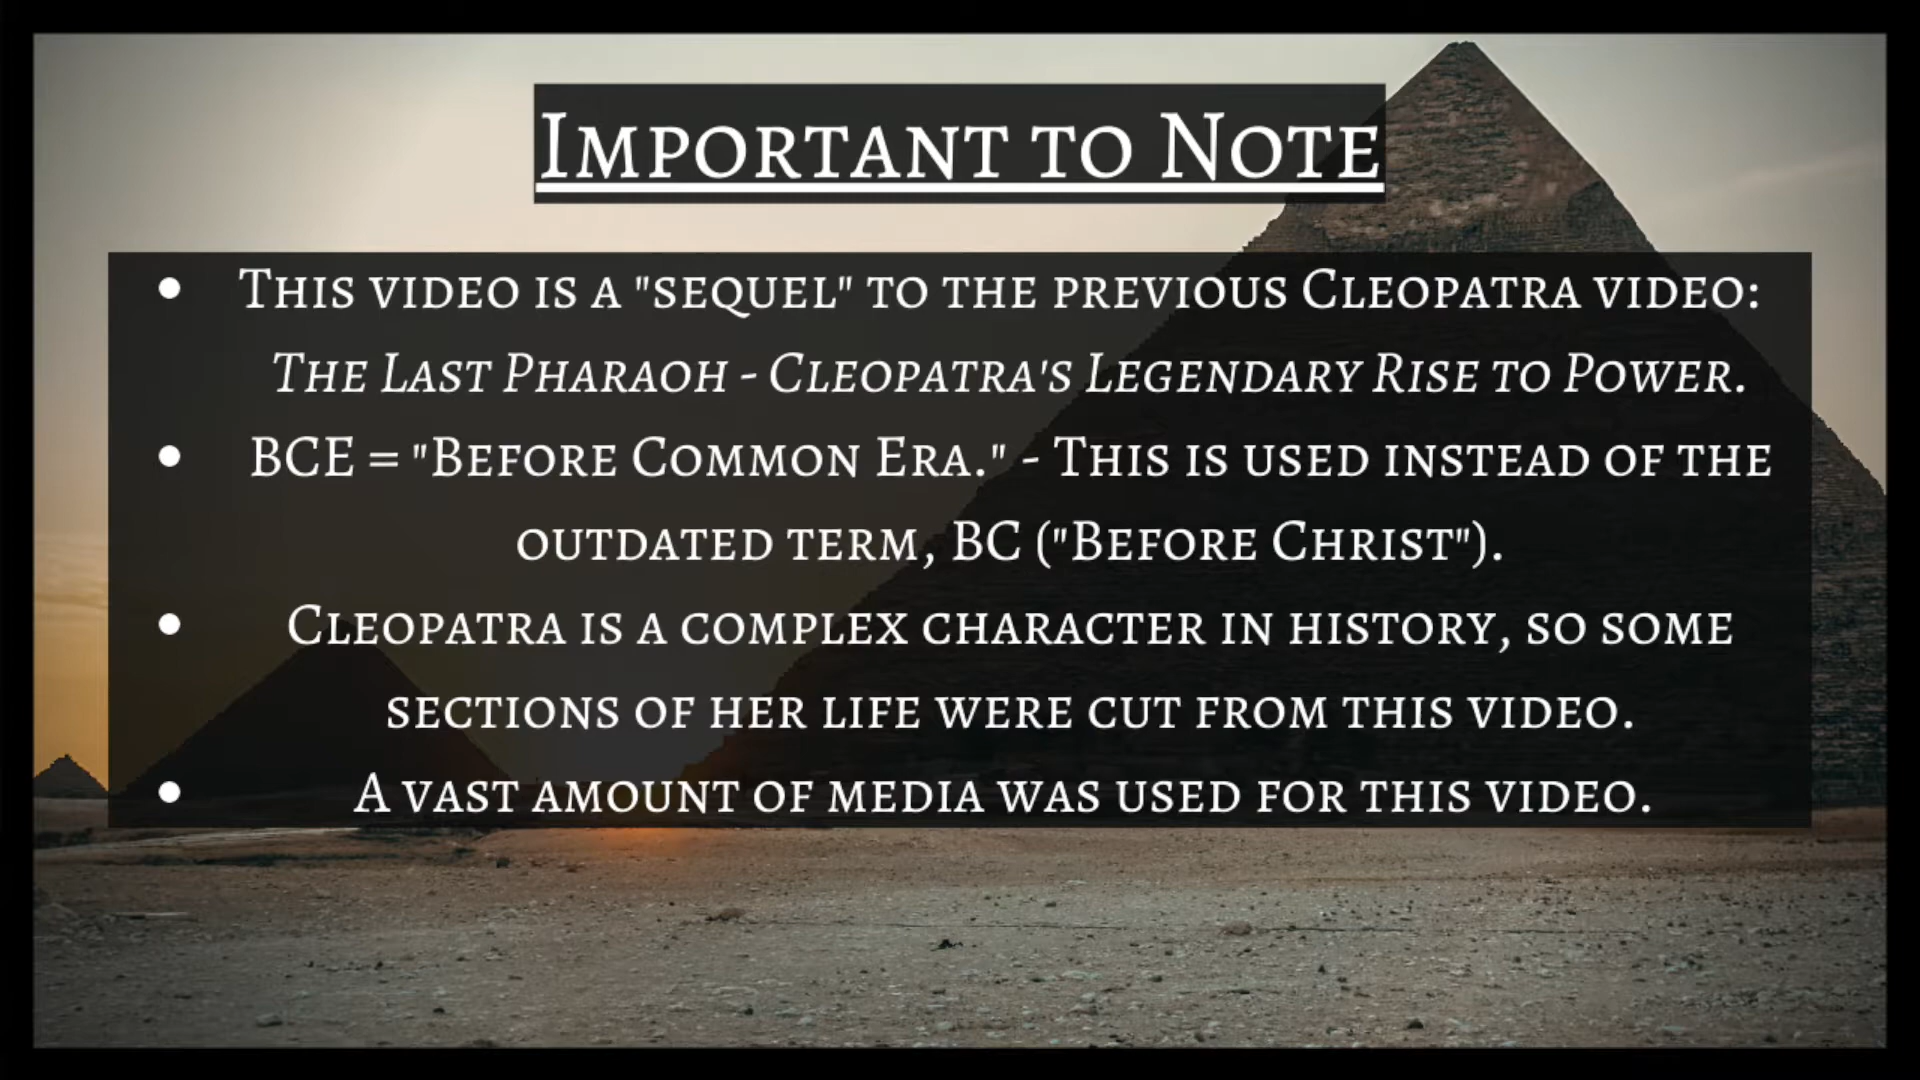 Important to Note
• This video is a "sequel" to the previous Cleopatra video:
The Last Pharaoh - Cleopatra's Legendary Rise to Power.
• BCE = "Before Common Era." - This is used instead of the
outdated term, BC ("Before Christ").
• Cleopatra is a complex character in history, so some
sections of her life were cut from this video.
• A vast amount of media was used for this video.